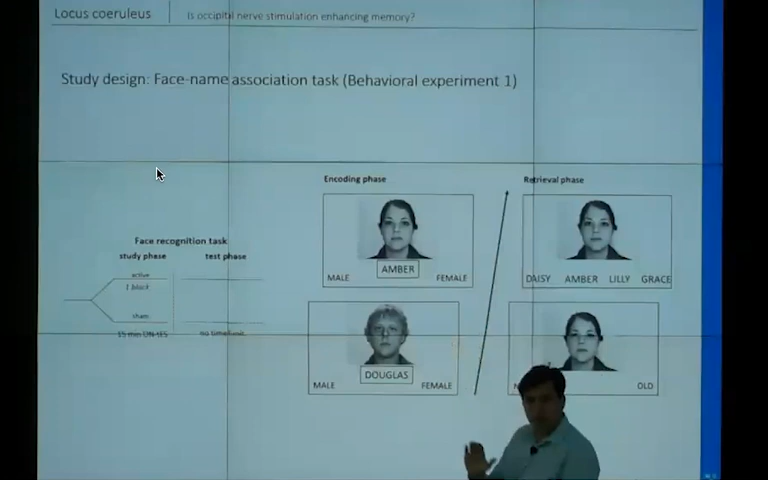 Locus coeruleus
Is occipital nerve stimulation enhancing memory?
Study design: Face-name association task (Behavioral experiment 1)
Face recognition task
study phase test phase
active
1 block
sham
15 min ON-tES no time limit
Encoding phase
AMBER
MALE FEMALE
DOUGLAS
MALE FEMALE
Retrieval phase
DAISY AMBER LILLY GRACE
OLD